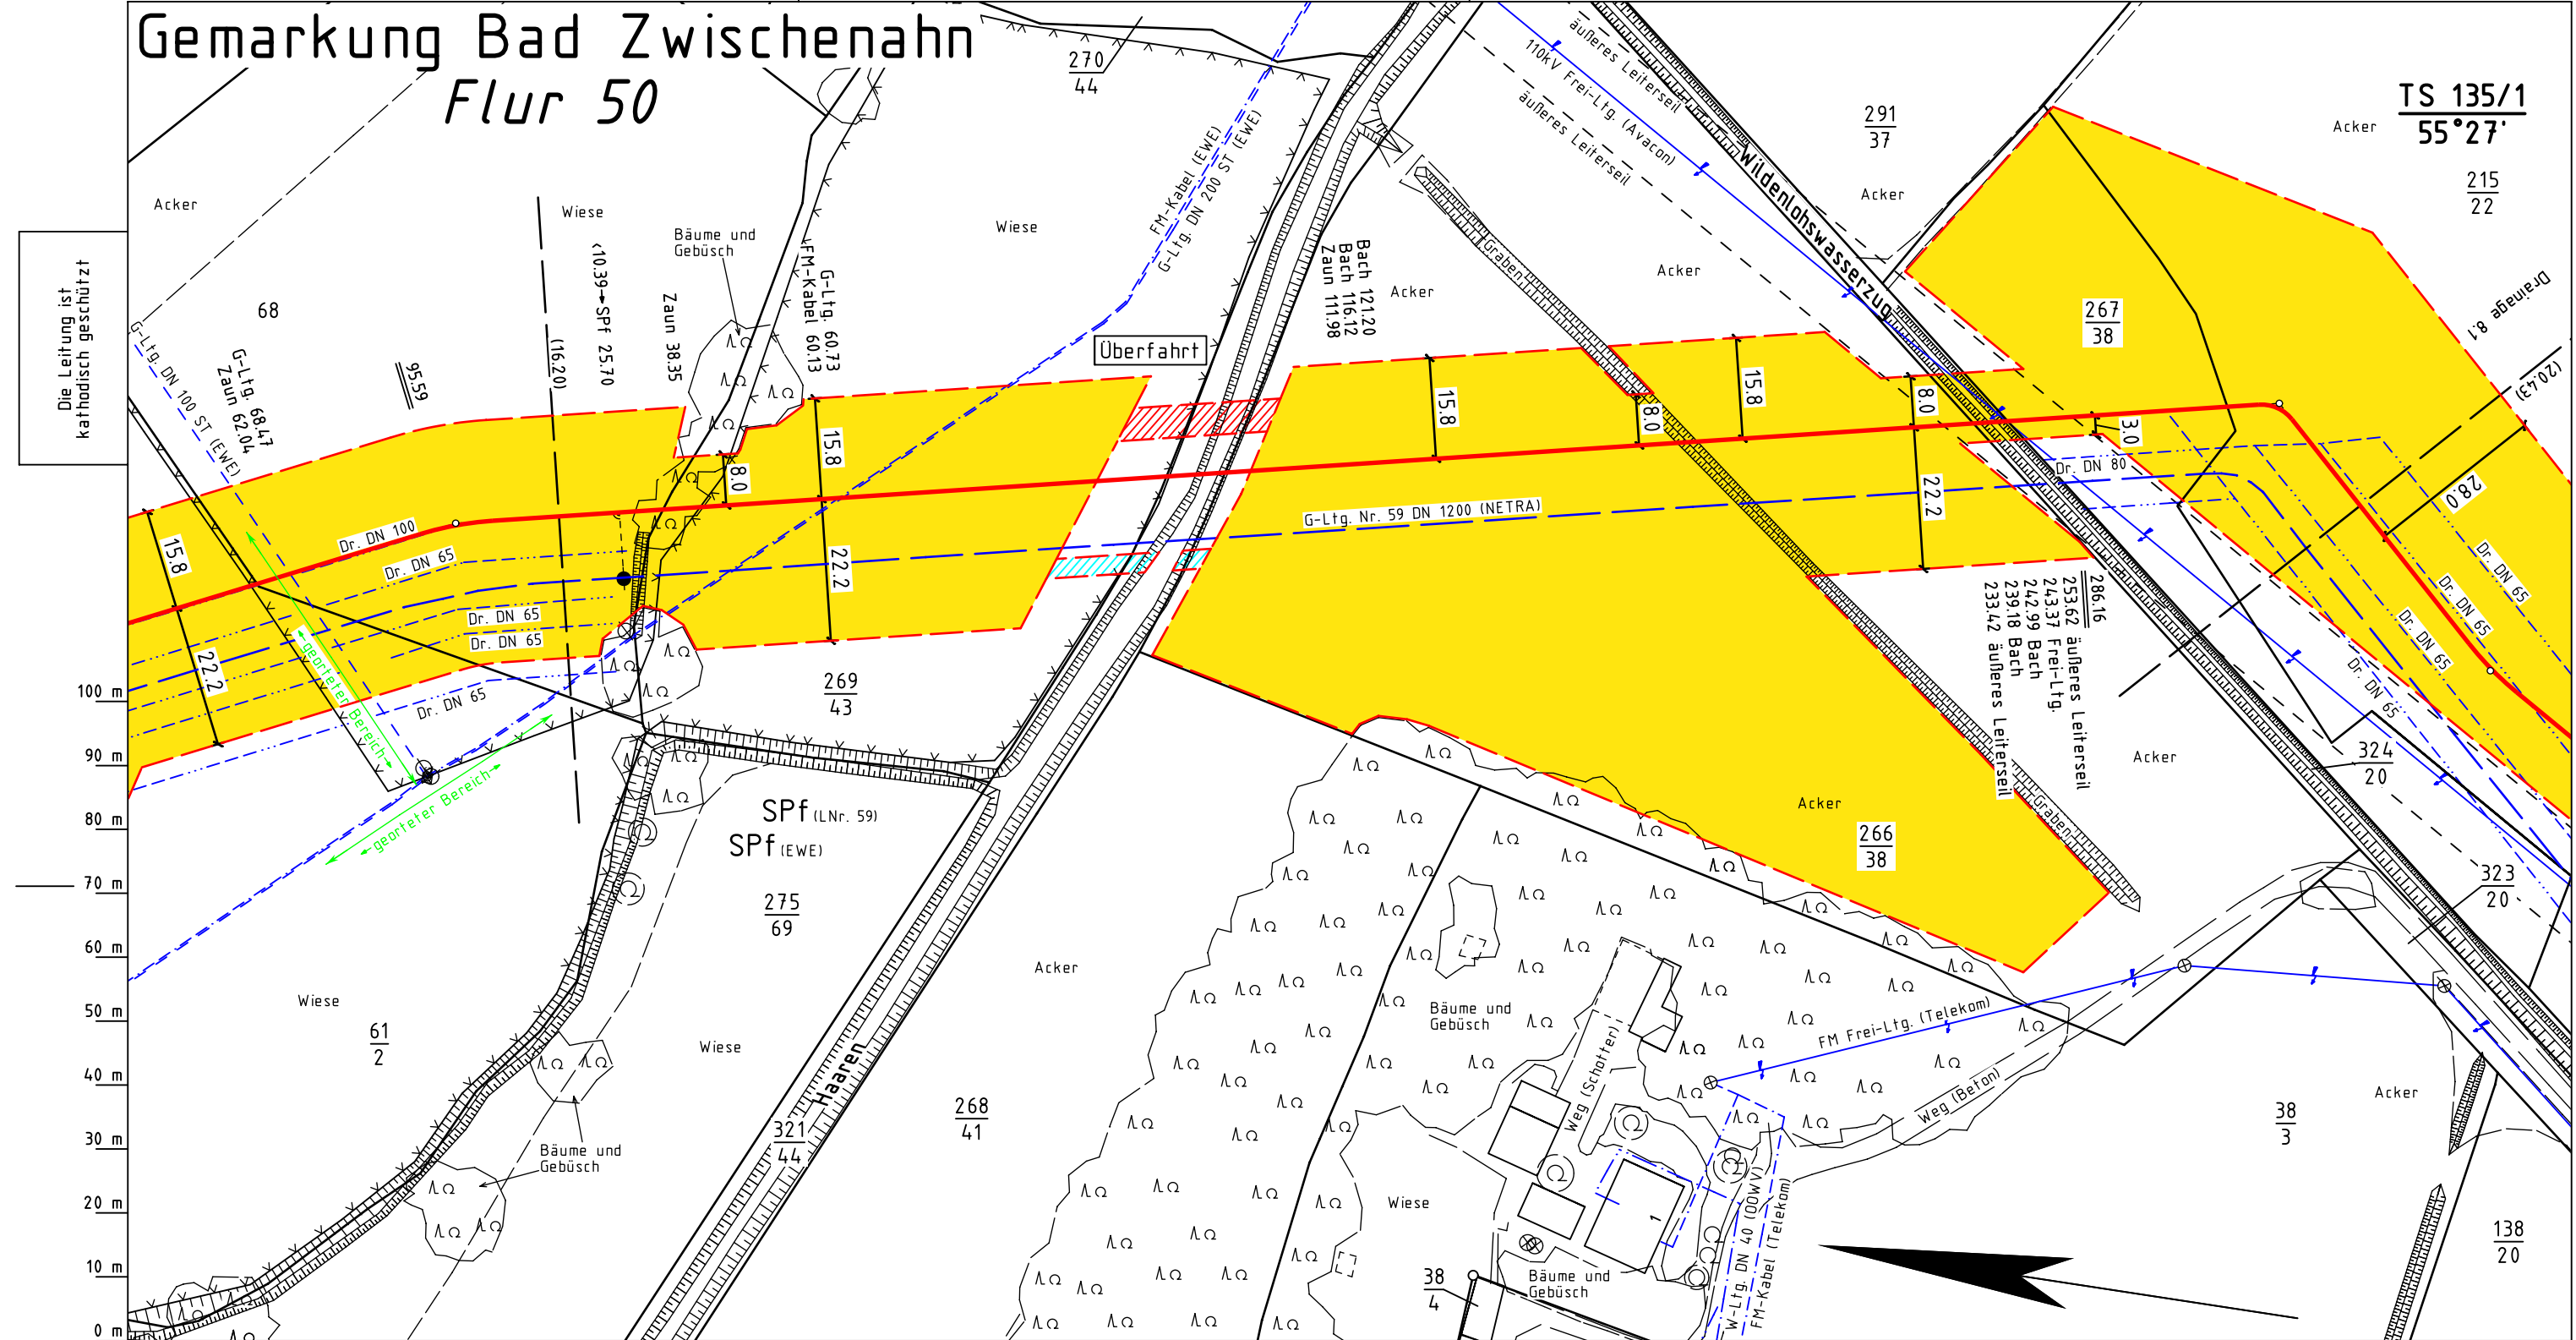 Gemarkung Bad Zwischenahn
Flur 50
TS 135/1
55°27'
Die Leitung ist
kathodisch geschützt
270
44
291
37
Acker
215
22
Acker
Acker
Wiese
Bäume und
Gebüsch
Wiese
68
G-Ltg. DN 100 ST (EWE)
G-Ltg. 68.47
Zaun 62.04
95.59
(16.20)
<10.39→SPf 25.70
Zaun 38.35
G-Ltg. 60.73
FM-Kabel 60.13
FM-Kabel (EWE)
G-Ltg. DN 200 ST (EWE)
Überfahrt
Bach 121.20
Bach 116.12
Zaun 111.98
Acker
Graben
Acker
äußeres Leiterseil
110kV Frei-Ltg. (Avacon)
äußeres Leiterseil
Wildenlohswasserzug
267
38
Drainage 8.1
(20.43)
28.0
15.8
22.2
8.0
15.8
22.2
15.8
8.0
15.8
8.0
22.2
3.0
Dr. DN 80
Dr. DN 100
Dr. DN 65
Dr. DN 65
Dr. DN 65
Dr. DN 65
G-Ltg. Nr. 59 DN 1200 (NETRA)
Dr. DN 65
Dr. DN 65
Dr. DN 65
Dr. DN 65
georteter Bereich
georteter Bereich
286.16
253.62 äußeres Leiterseil
243.37 Frei-Ltg.
242.99 Bach
239.18 Bach
233.42 äußeres Leiterseil
269
43
SPf (LNr. 59)
SPf (EWE)
275
69
Acker
266
38
Graben
Acker
324
20
323
20
100 m
90 m
80 m
70 m
60 m
50 m
40 m
30 m
20 m
10 m
0 m
Wiese
61
2
Wiese
Acker
268
41
Haaren
321
44
Bäume und
Gebüsch
Bäume und
Gebüsch
Weg (Schotter)
FM Frei-Ltg. (Telekom)
Weg (Beton)
Acker
38
3
138
20
Wiese
1
38
4
Bäume und
Gebüsch
W-Ltg. DN 40 (OOWV)
FM-Kabel (Telekom)